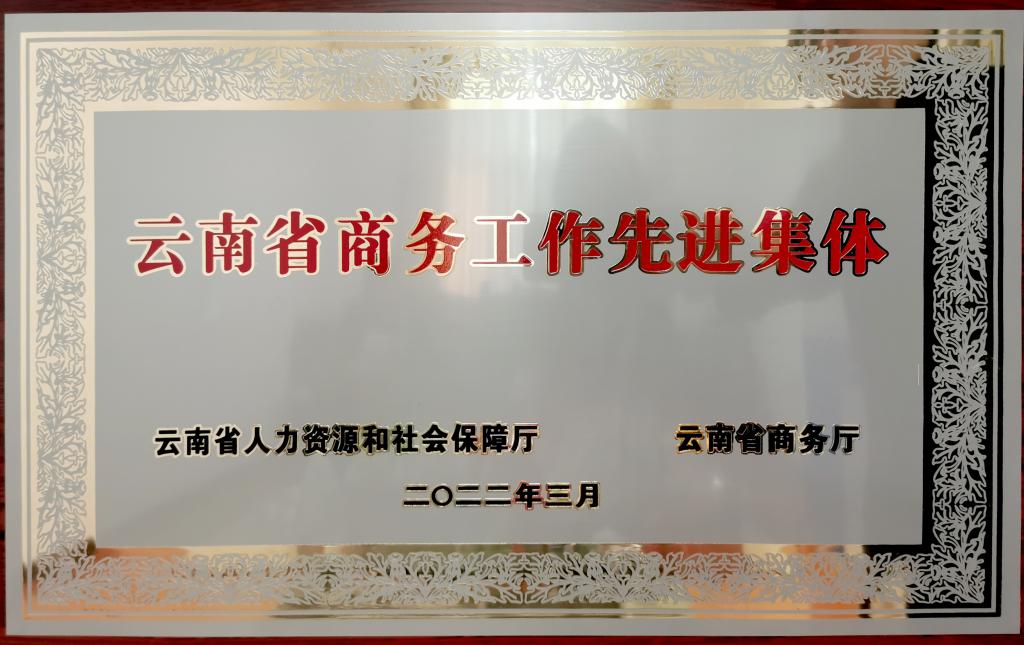 云南省商务工作先进集体
云南省人力资源和社会保障厅 云南省商务厅
二〇二二年三月